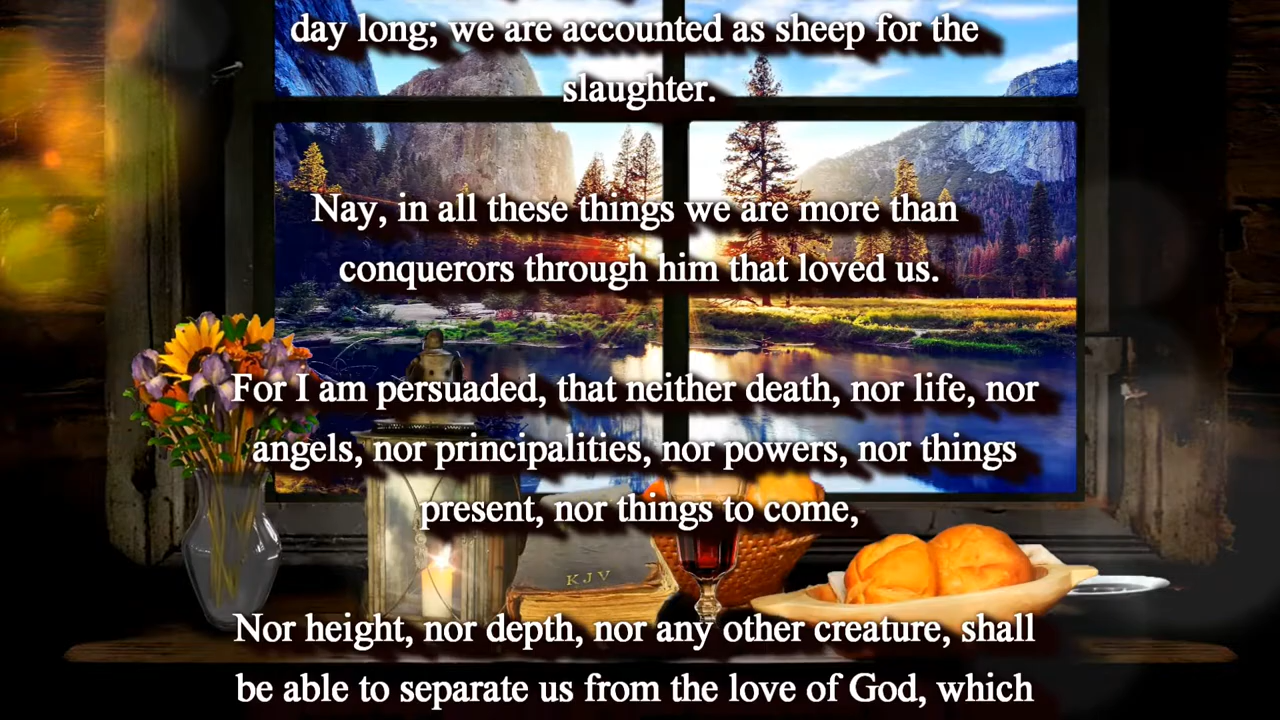 day long; we are accounted as sheep for the
slaughter.
Nay, in all these things we are more than
conquerors through him that loved us.
For I am persuaded, that neither death, nor life, nor
angels, nor principalities, nor powers, nor things
present, nor things to come,
KJV
Nor height, nor depth, nor any other creature, shall
be able to separate us from the love of God, which